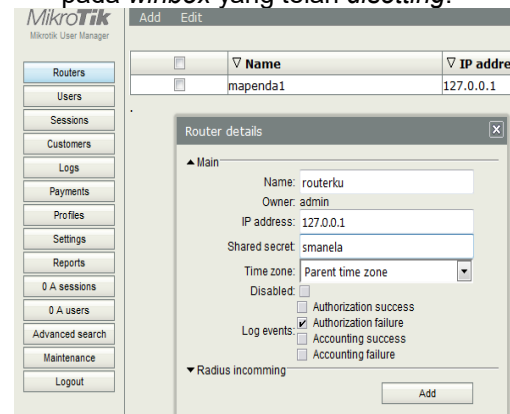 pada winbox yang telah disetting.
MikroTik
Mikrotik User Manager
Add Edit
Routers
Users
Sessions
Customers
Logs
Payments
Profiles
Settings
Reports
0 A sessions
0 A users
Advanced search
Maintenance
Logout
▽ Name ▽ IP addre
mapenda1 127.0.0.1
Router details
▲ Main
Name: routerku
Owner: admin
IP address: 127.0.0.1
Shared secret: smanela
Time zone: Parent time zone
Disabled:
Log events:
Authorization success
Authorization failure
Accounting success
Accounting failure
▼ Radius incomming
Add